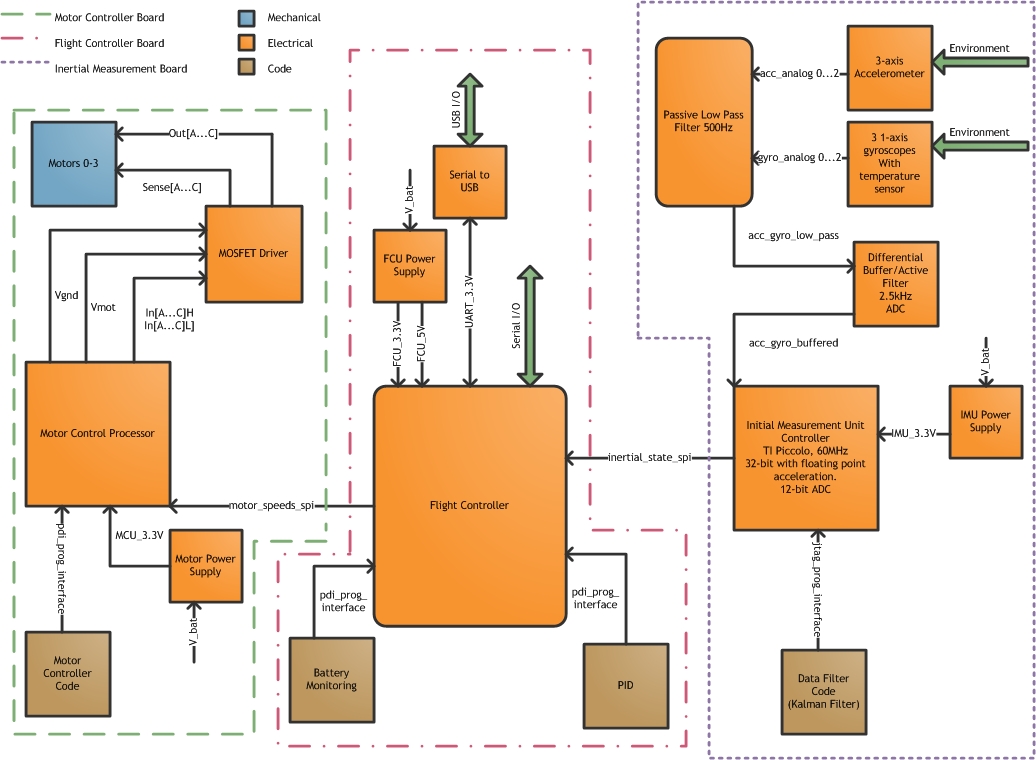 Motor Controller Board
Mechanical
Flight Controller Board
Electrical
Inertial Measurement Board
Code
Motors 0-3
Out[A...C]
Sense[A...C]
MOSFET Driver
Vgnd
Vmot
In[A...C]H
In[A...C]L]
Motor Control Processor
pdi_prog_interface
MCU_3.3V
Motor Power
Supply
V_bat
Motor
Controller
Code
motor_speeds_spi
USB I/O
Serial to
USB
V_bat
FCU Power
Supply
FCU_3.3V
FCU_5V
UART_3.3V
Serial I/O
Flight Controller
pdi_prog_
interface
Battery
Monitoring
pdi_prog_
interface
PID
inertial_state_spi
Passive Low Pass
Filter 500Hz
acc_analog 0...2
3-axis
Accelerometer
Environment
gyro_analog 0...2
3 1-axis
gyroscopes
With
temperature
sensor
Environment
acc_gyro_low_pass
Differential
Buffer/Active
Filter
2.5kHz
ADC
acc_gyro_buffered
V_bat
Initial Measurement Unit
Controller
TI Piccolo, 60MHz
32-bit with floating point
acceleration.
12-bit ADC
IMU_3.3V
IMU Power
Supply
jtag_prog_interface
Data Filter
Code
(Kalman Filter)